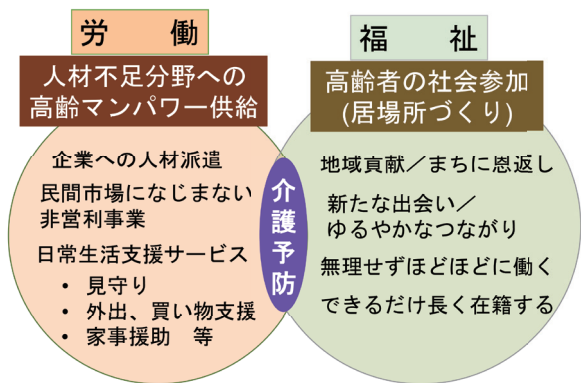 労　働
人材不足分野への
高齢マンパワー供給
企業への人材派遣
民間市場になじまない
非営利事業
日常生活支援サービス
• 見守り
• 外出、買い物支援
• 家事援助　等
介護予防
福　祉
高齢者の社会参加
(居場所づくり)
地域貢献／まちに恩返し
新たな出会い／
ゆるやかなつながり
無理せずほどほどに働く
できるだけ長く在籍する